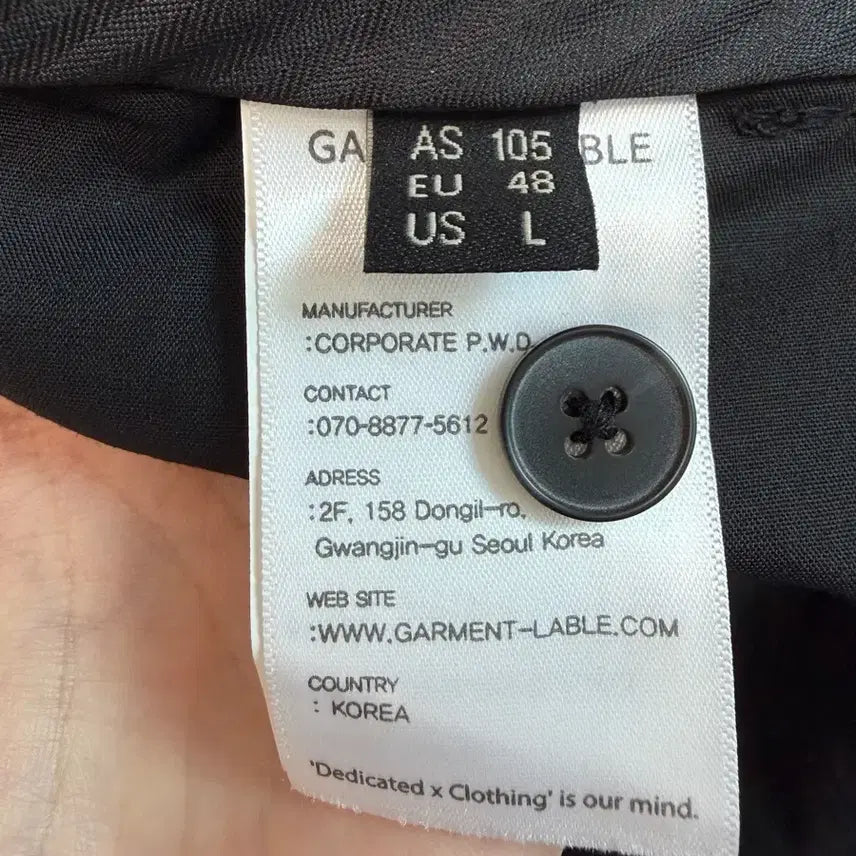 GA BLE
AS 105
EU 48
US L
MANUFACTURER
:CORPORATE P.W.D
CONTACT
:070-8877-5612
ADRESS
:2F, 158 Dongil-ro,
Gwangjin-gu Seoul Korea
WEB SITE
:WWW.GARMENT-LABLE.COM
COUNTRY
: KOREA
'Dedicated x Clothing' is our mind.